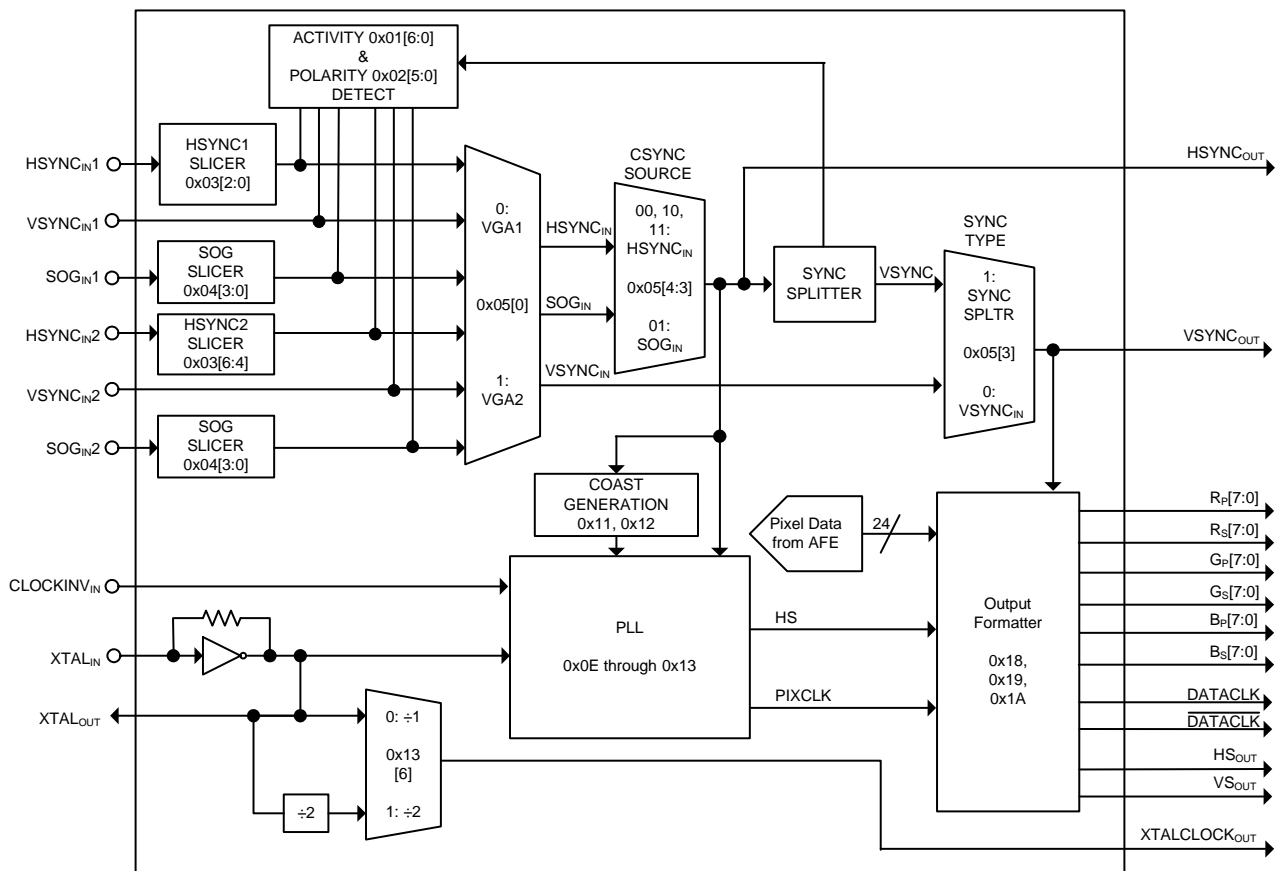 ACTIVITY 0x01[6:0]
&
POLARITY 0x02[5:0]
DETECT
HSYNCIN1
HSYNC1
SLICER
0x03[2:0]
VSYNCIN1
SOGIN1
SOG
SLICER
0x04[3:0]
HSYNCIN2
HSYNC2
SLICER
0x03[6:4]
VSYNCIN2
SOGIN2
SOG
SLICER
0x04[3:0]
0:
VGA1
0x05[0]
1:
VGA2
HSYNCIN
SOGIN
VSYNCIN
CSYNC
SOURCE
00, 10,
11:
HSYNCIN
0x05[4:3]
01:
SOGIN
SYNC
SPLITTER
VSYNC
SYNC
TYPE
1:
SYNC
SPLTR
0x05[3]
0:
VSYNCIN
HSYNCOUT
VSYNCOUT
COAST
GENERATION
0x11, 0x12
Pixel Data
from AFE
24
CLOCKINVIN
XTALIN
XTALOUT
PLL
0x0E through 0x13
HS
PIXCLK
0: ÷1
0x13
[6]
1: ÷2
÷2
Output
Formatter
0x18,
0x19,
0x1A
RP[7:0]
RS[7:0]
GP[7:0]
GS[7:0]
BP[7:0]
BS[7:0]
DATACLK
DATACLK
HSOUT
VSOUT
XTALCLOCKOUT